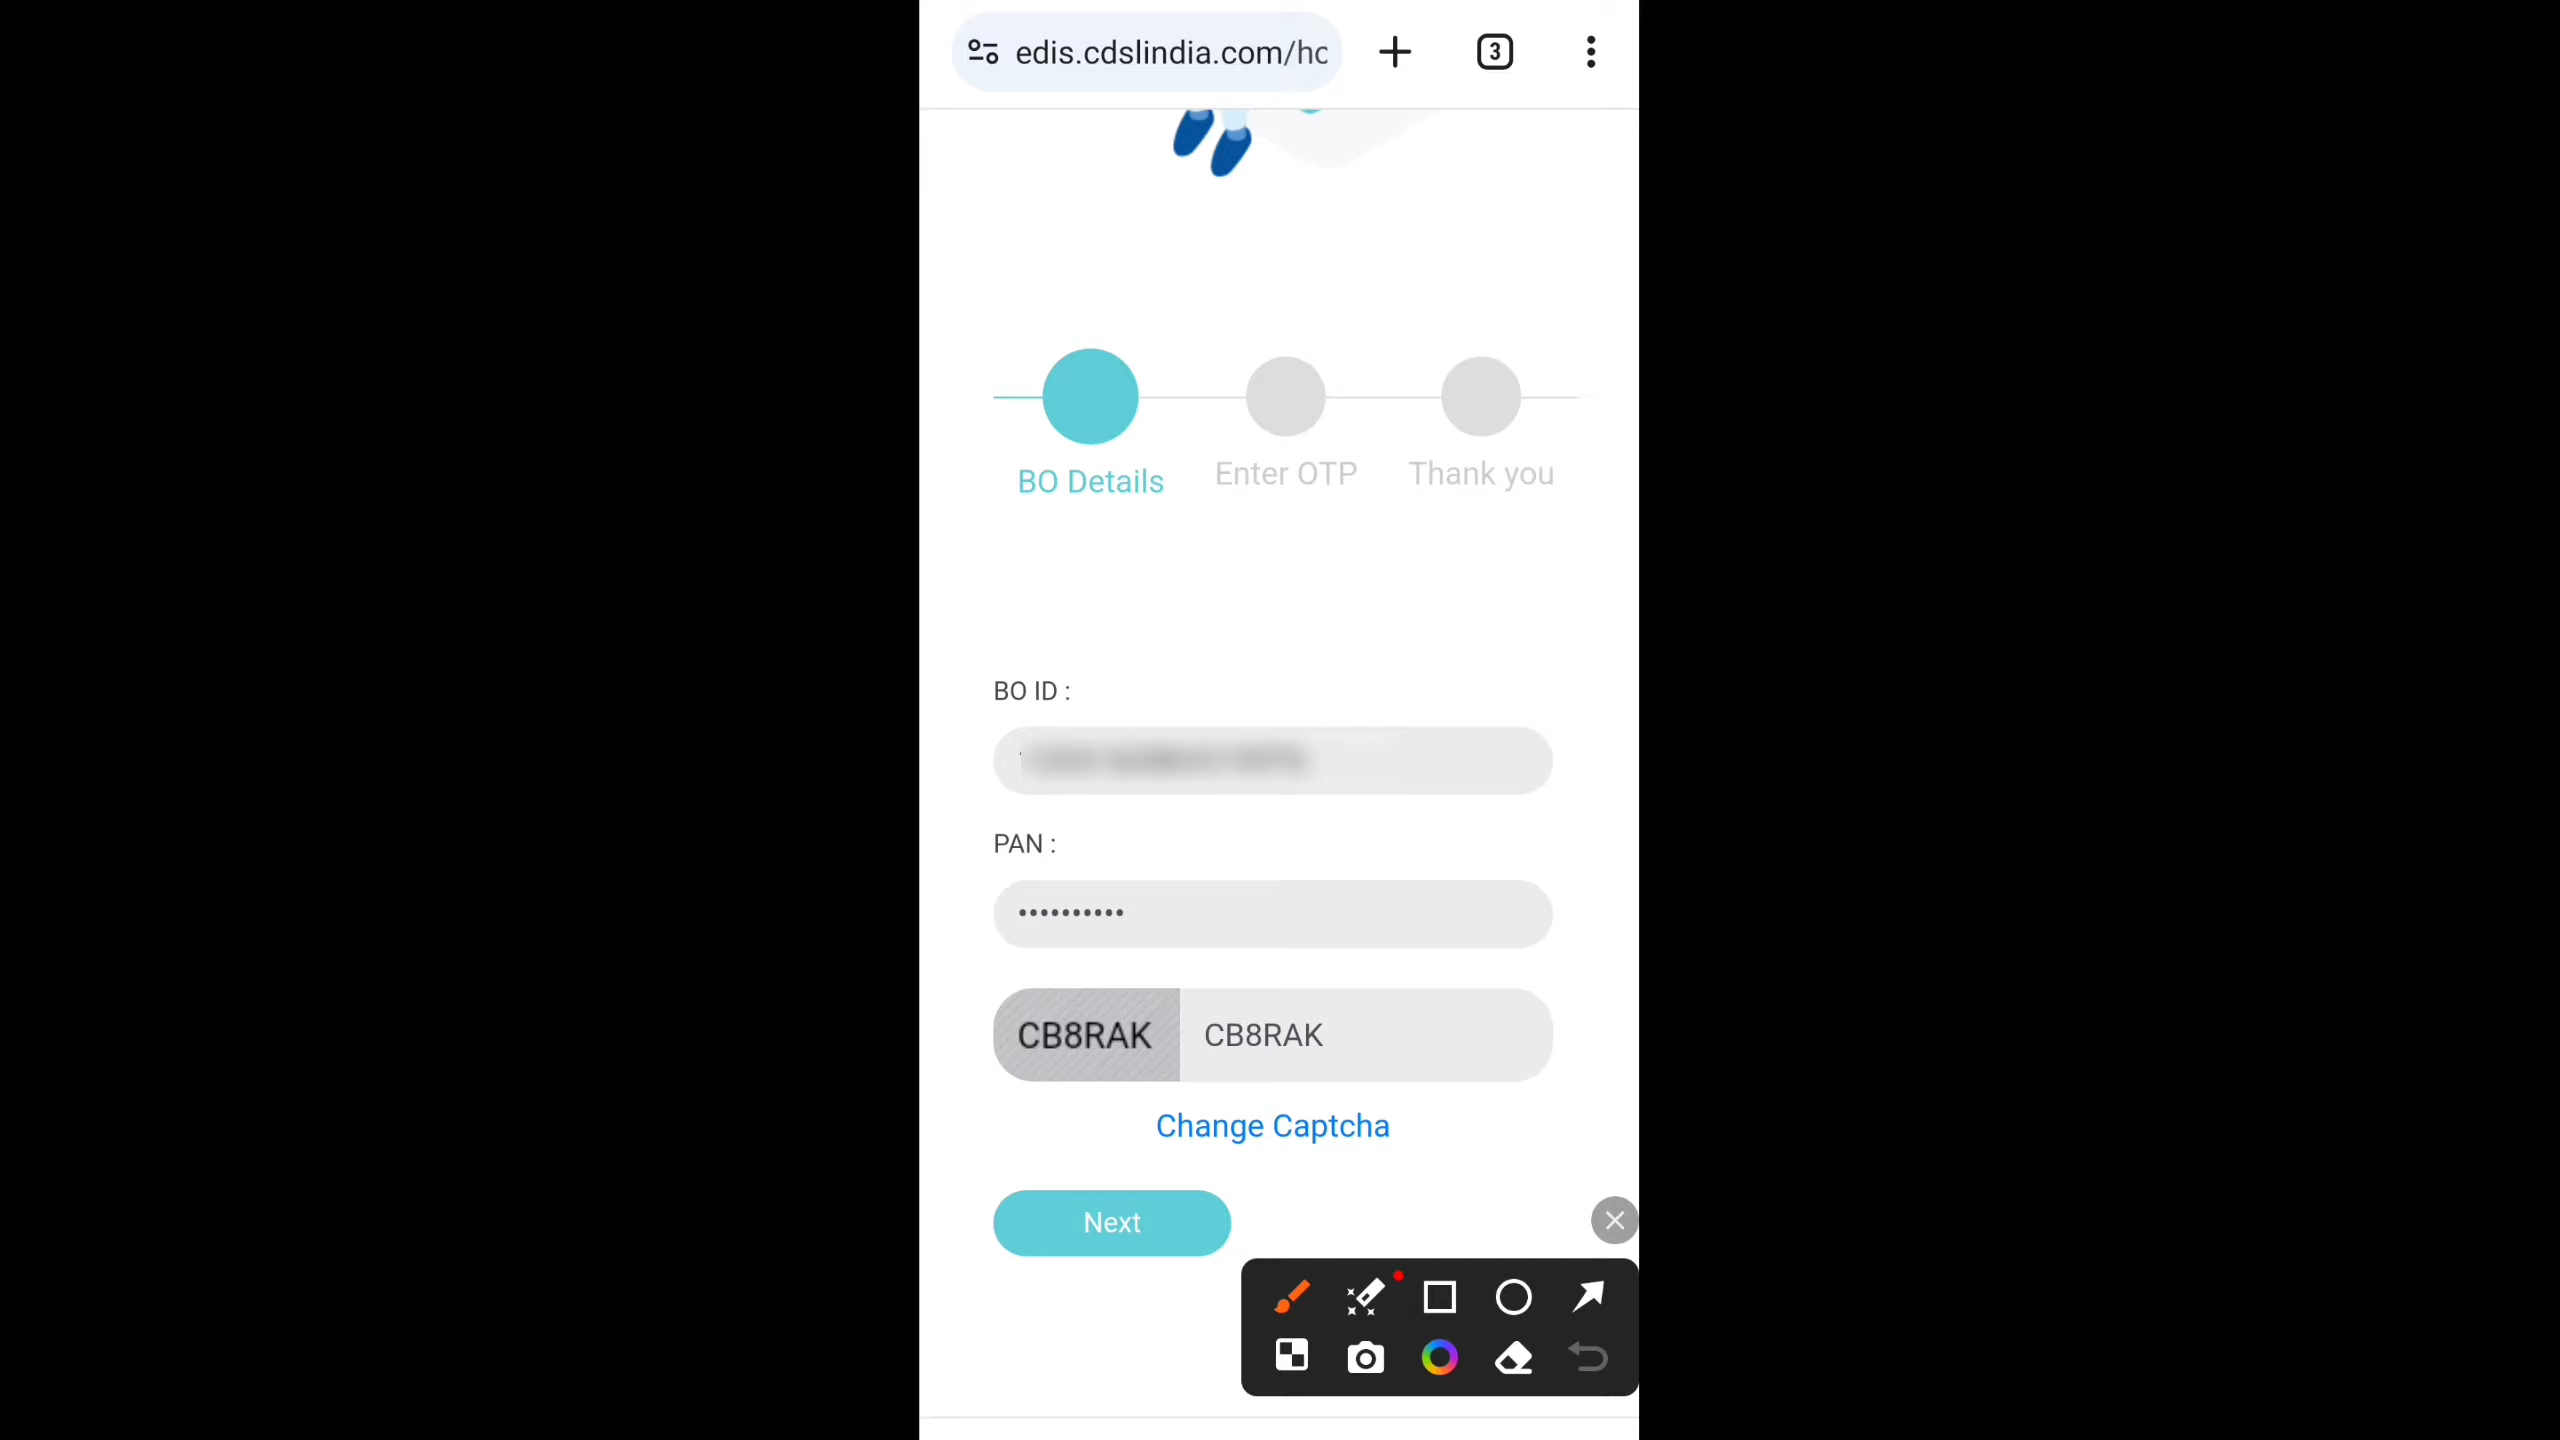 edis.cdslindia.com/hc
3
BO Details
Enter OTP
Thank you
BO ID :
PAN :
••••••••••
CB8RAK
CB8RAK
Change Captcha
Next